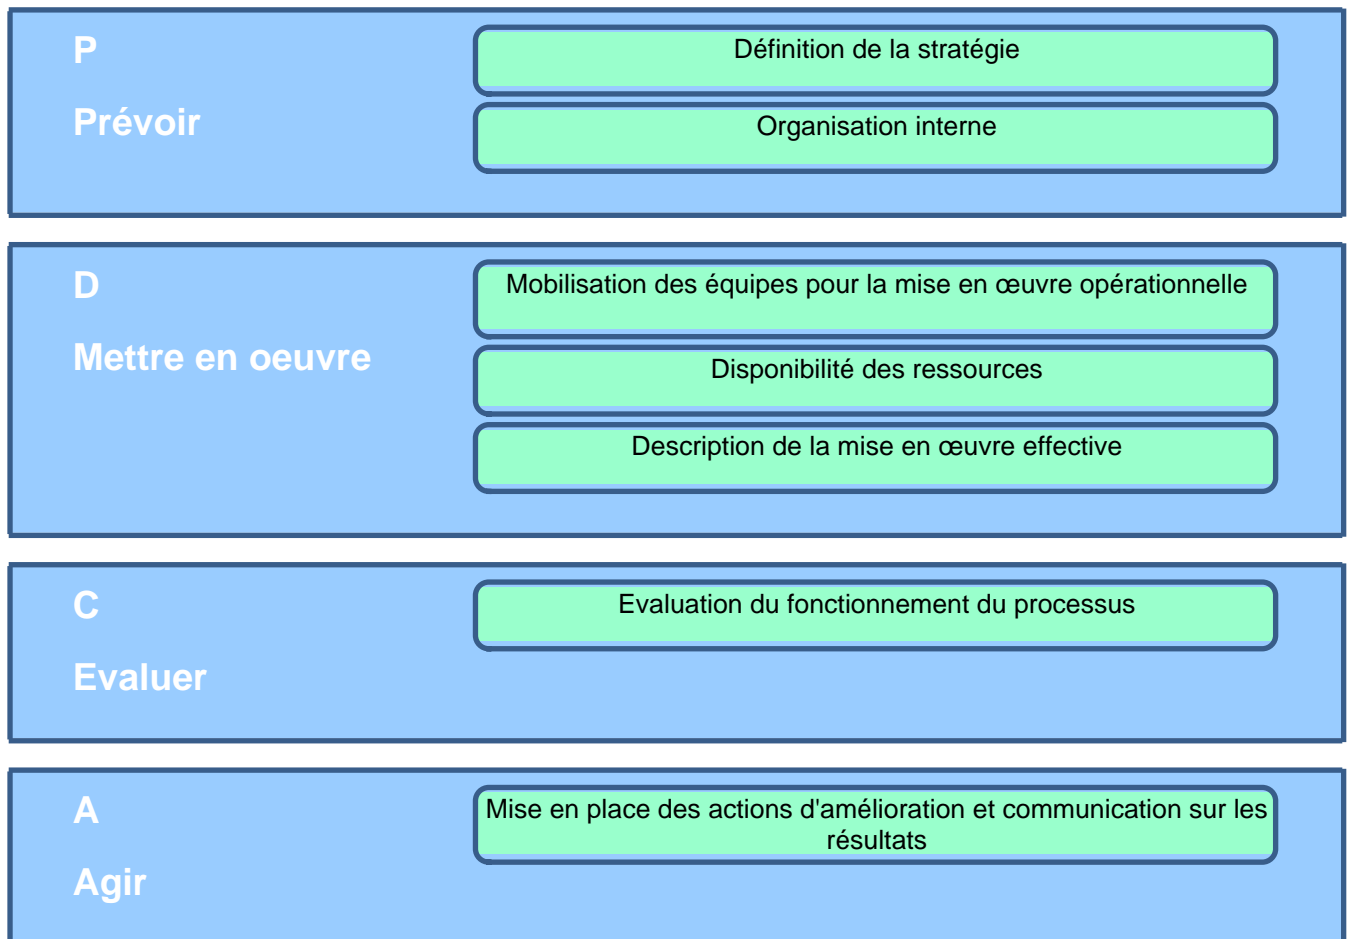 P
Prévoir
Définition de la stratégie
Organisation interne
D
Mettre en oeuvre
Mobilisation des équipes pour la mise en œuvre opérationnelle
Disponibilité des ressources
Description de la mise en œuvre effective
C
Evaluer
Evaluation du fonctionnement du processus
A
Agir
Mise en place des actions d'amélioration et communication sur les
résultats